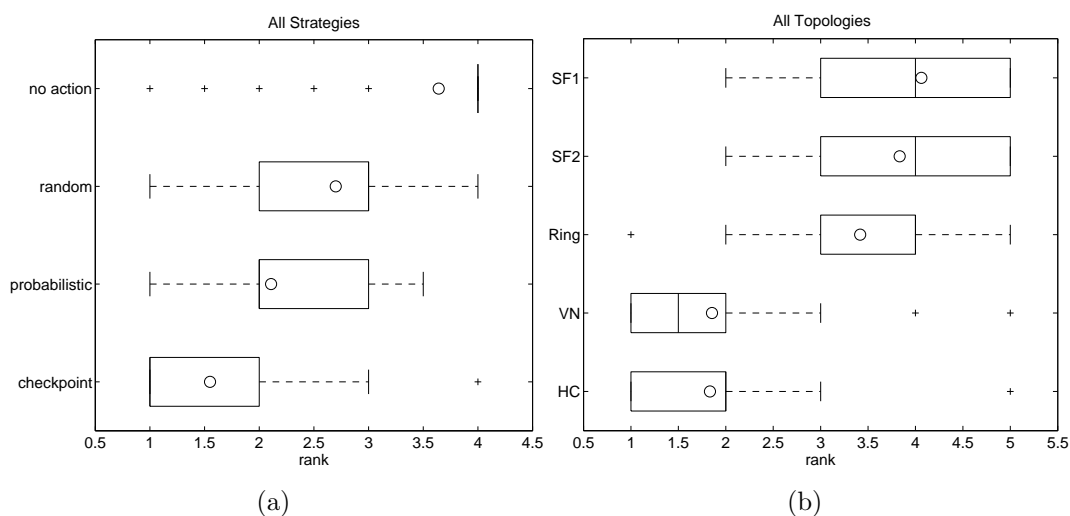 All Strategies
no action
random
probabilistic
checkpoint
0.5 1 1.5 2 2.5 3 3.5 4 4.5
rank
(a)
All Topologies
SF1
SF2
Ring
VN
HC
0.5 1 1.5 2 2.5 3 3.5 4 4.5 5 5.5
rank
(b)